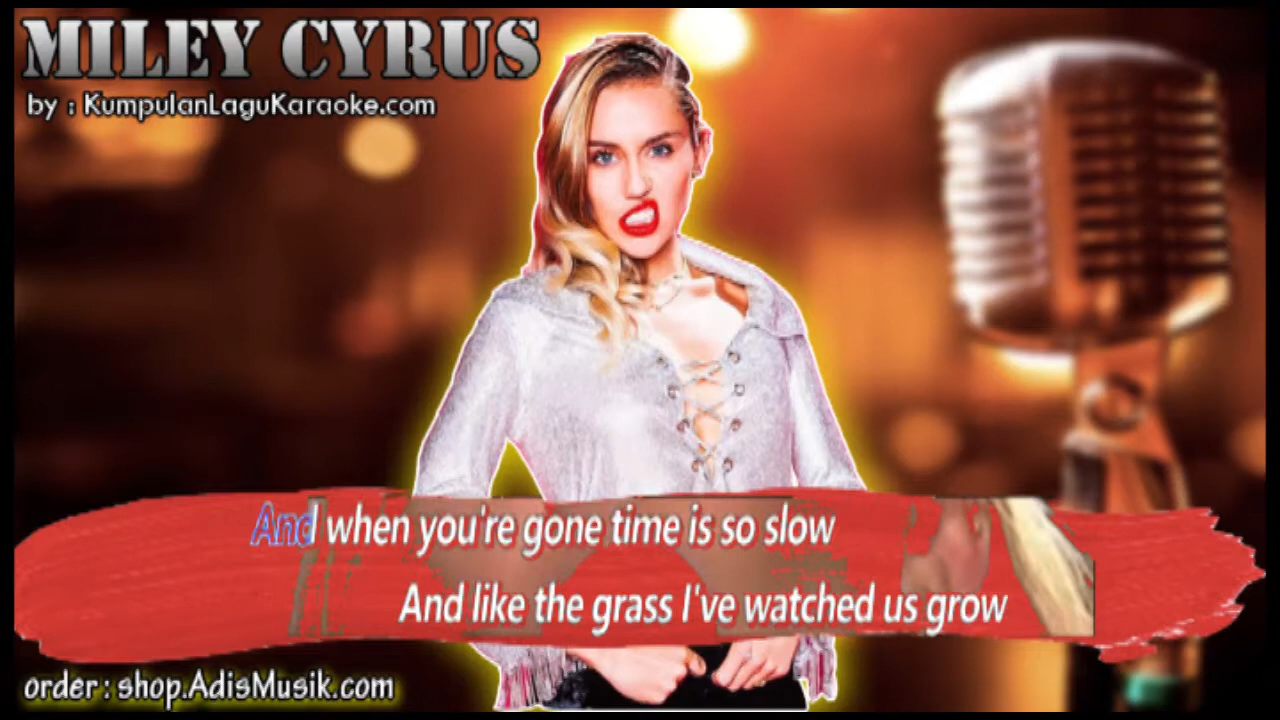 MILEY CYRUS
by : KumpulanLaguKaraoke.com
And when you're gone time is so slow
And like the grass I've watched us grow
order : shop.AdisMusik.com